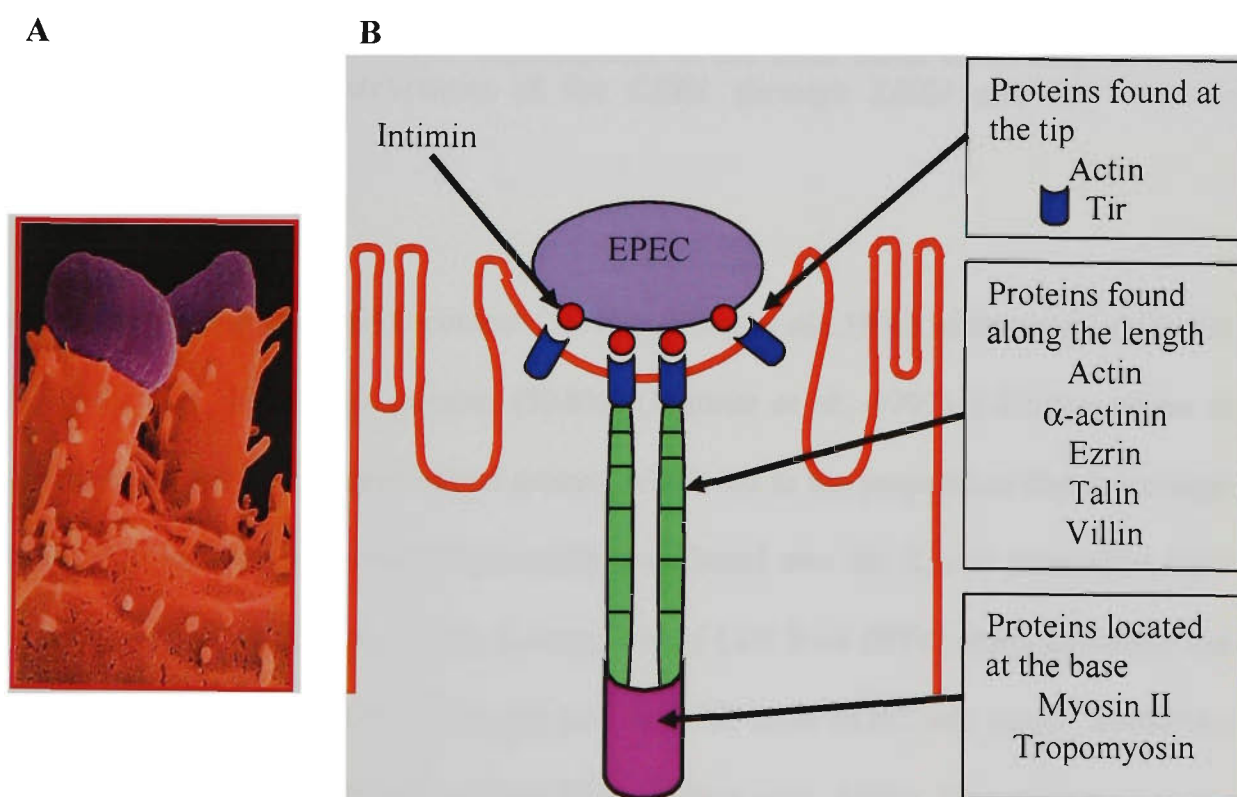 A
B
Intimin
EPEC
Proteins found at
the tip
Actin
Tir
Proteins found
along the length
Actin
α-actinin
Ezrin
Talin
Villin
Proteins located
at the base
Myosin II
Tropomyosin